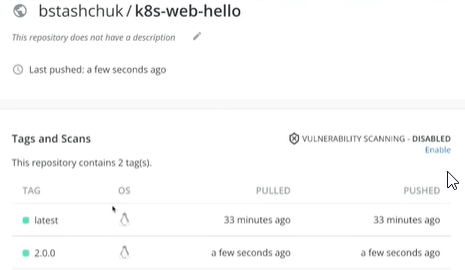 bstashchuk / k8s-web-hello
This repository does not have a description
Last pushed: a few seconds ago
Tags and Scans
VULNERABILITY SCANNING - DISABLED
Enable
This repository contains 2 tag(s).
TAG OS PULLED PUSHED
latest 33 minutes ago 33 minutes ago
2.0.0 a few seconds ago a few seconds ago